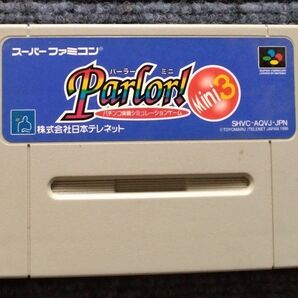 スーパーファミコン
パーラー ミニ
Parlor!
Mini 3
パチンコ実機シミュレーションゲーム
株式会社日本テレネット
SHVC-AQVJ-JPN